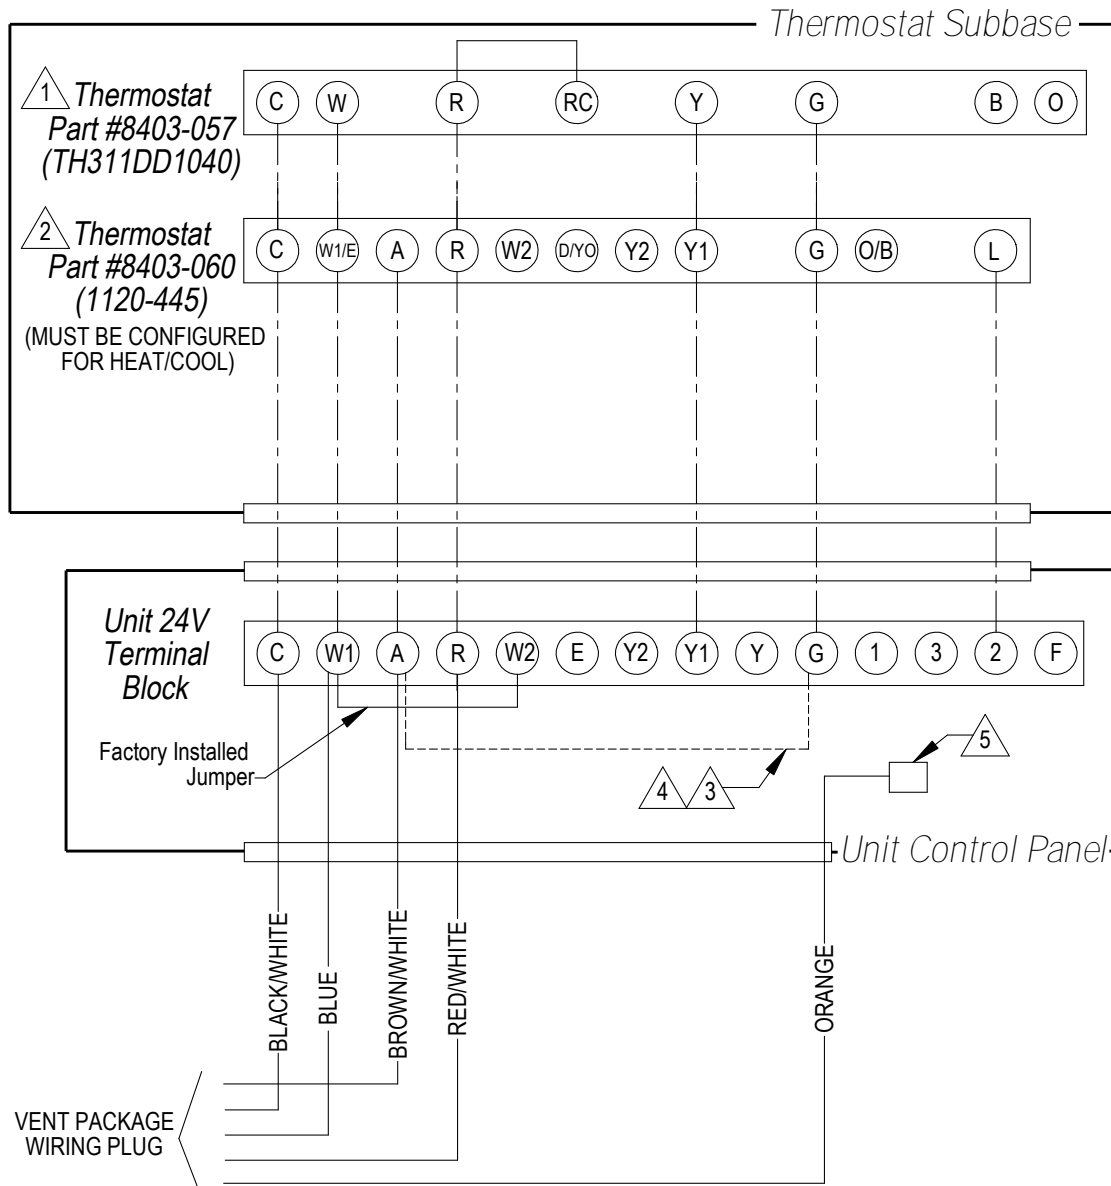 Thermostat Subbase
1 Thermostat
Part #8403-057
(TH311DD1040)
C W R RC Y G B O
2 Thermostat
Part #8403-060
(1120-445)
(MUST BE CONFIGURED
FOR HEAT/COOL)
C W1/E A R W2 D/YO Y2 Y1 G O/B L
Unit 24V
Terminal
Block
C W1 A R W2 E Y2 Y1 Y G 1 3 2 F
Factory Installed
Jumper
4 3
5
Unit Control Panel
BLACK/WHITE
BLUE
BROWN/WHITE
RED/WHITE
ORANGE
VENT PACKAGE
WIRING PLUG